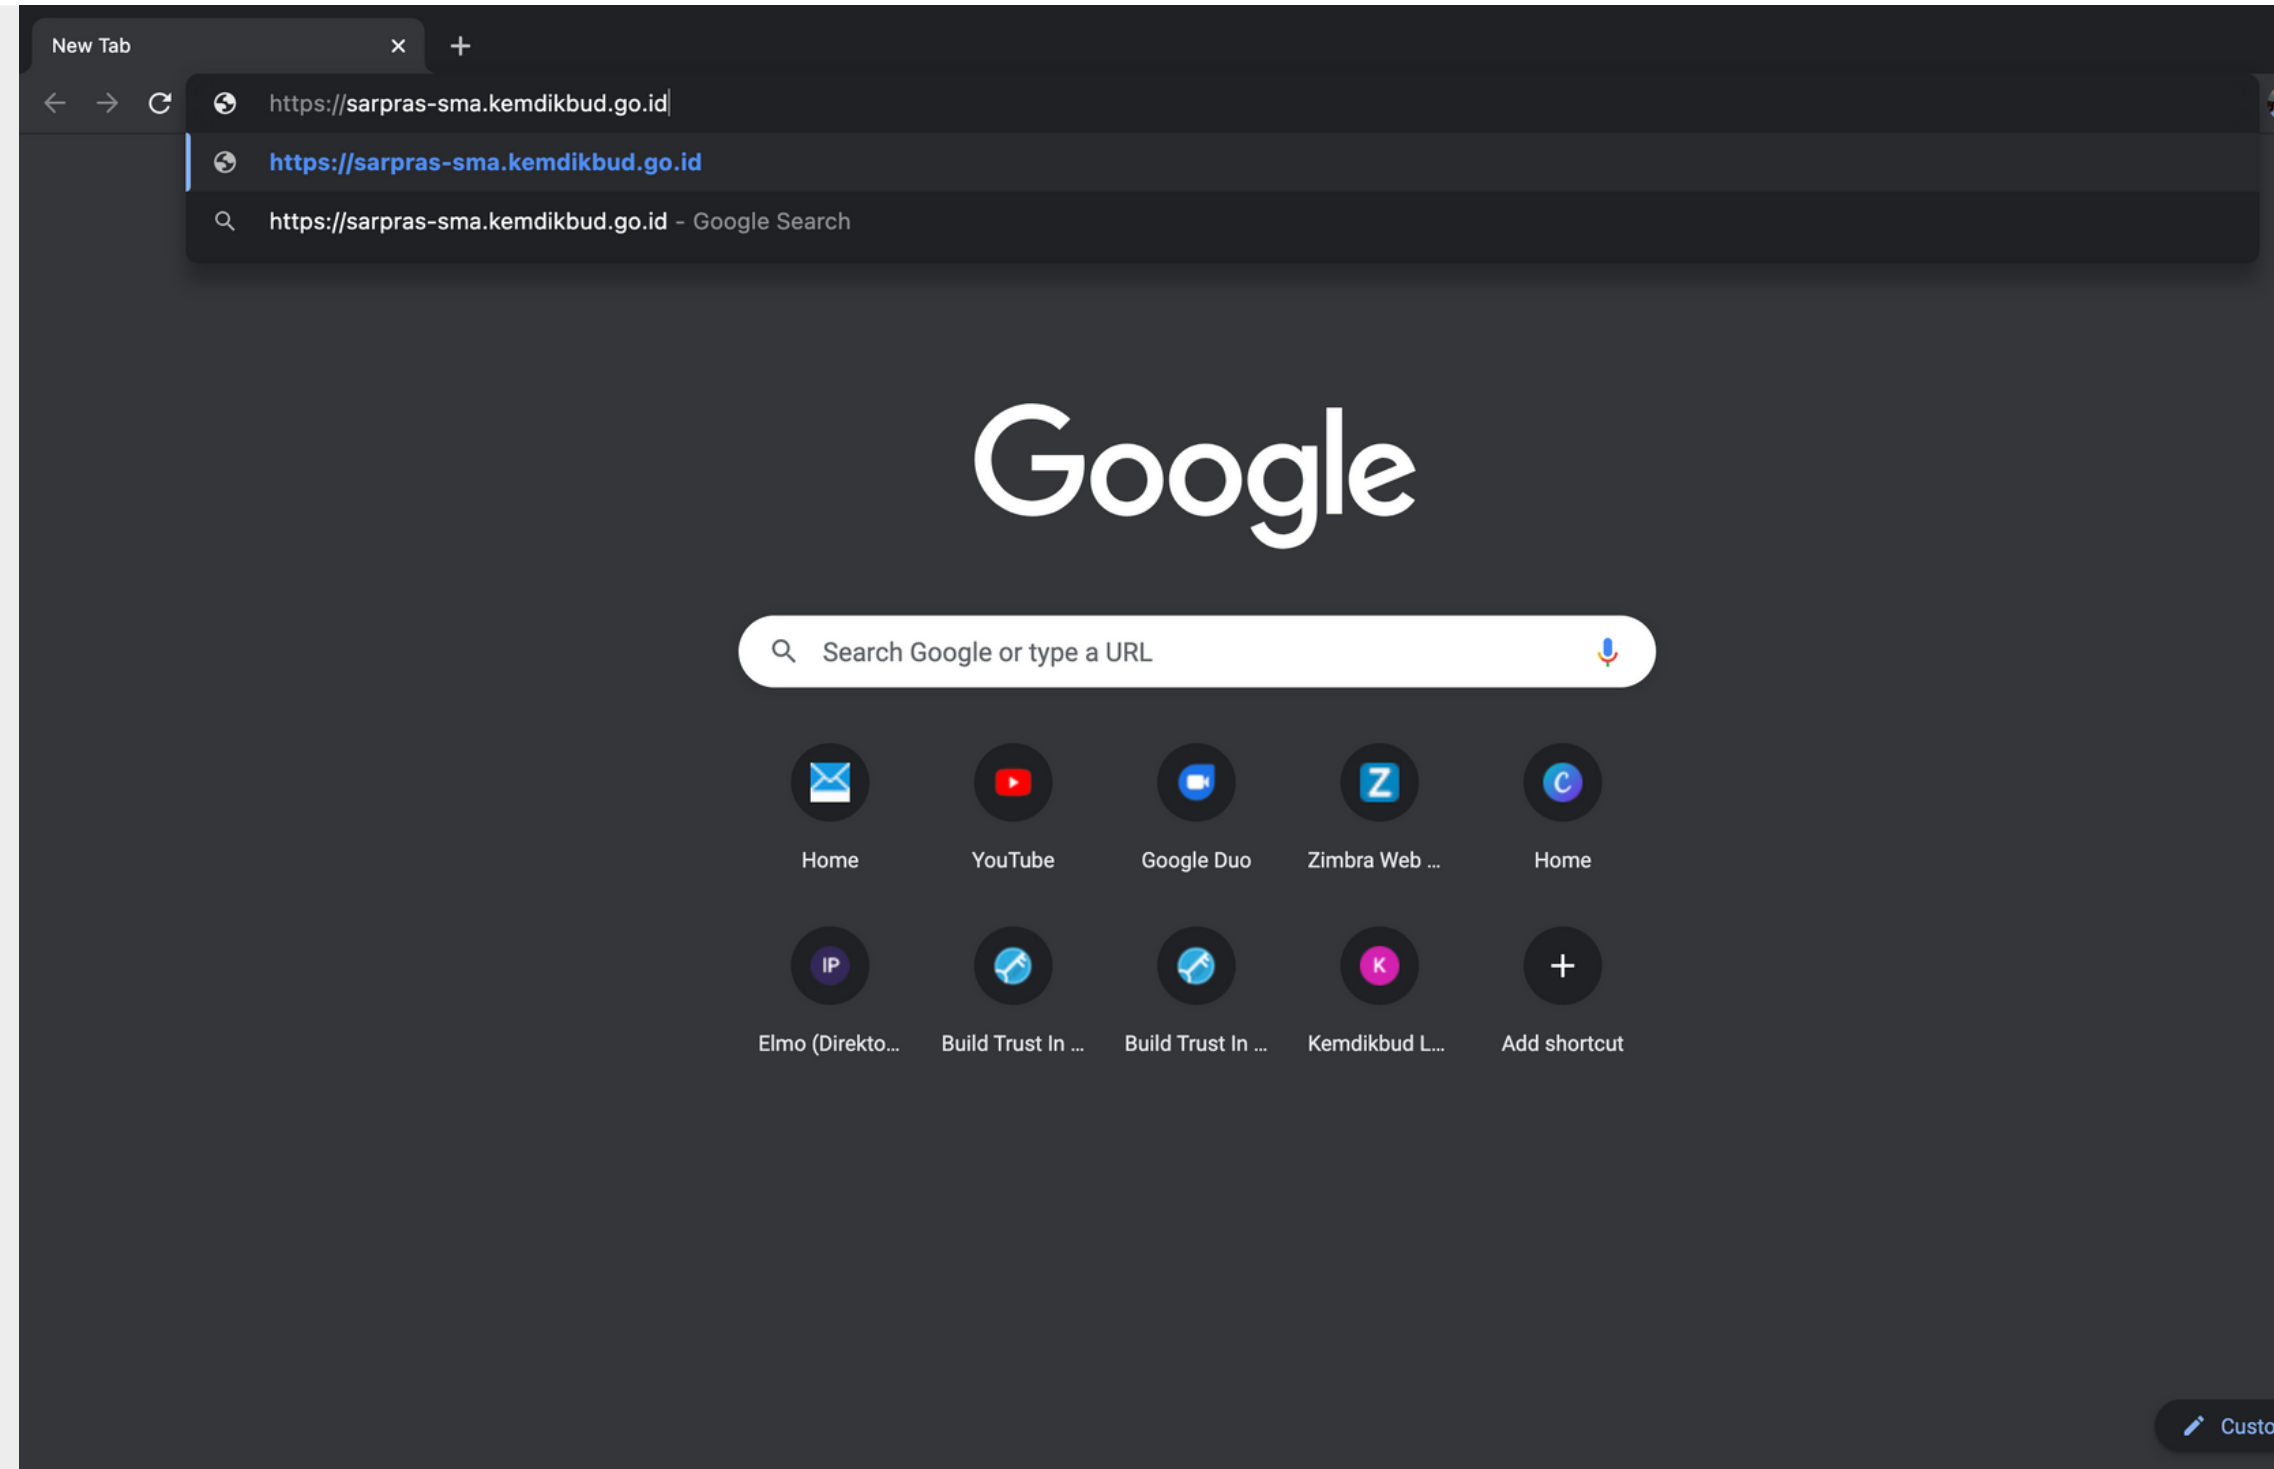 New Tab
https://sarpras-sma.kemdikbud.go.id
https://sarpras-sma.kemdikbud.go.id
https://sarpras-sma.kemdikbud.go.id - Google Search
Google
Search Google or type a URL
Z C
Home YouTube Google Duo Zimbra Web ... Home
IP K
Elmo (Direkto... Build Trust In ... Build Trust In ... Kemdikbud L... Add shortcut
Custo